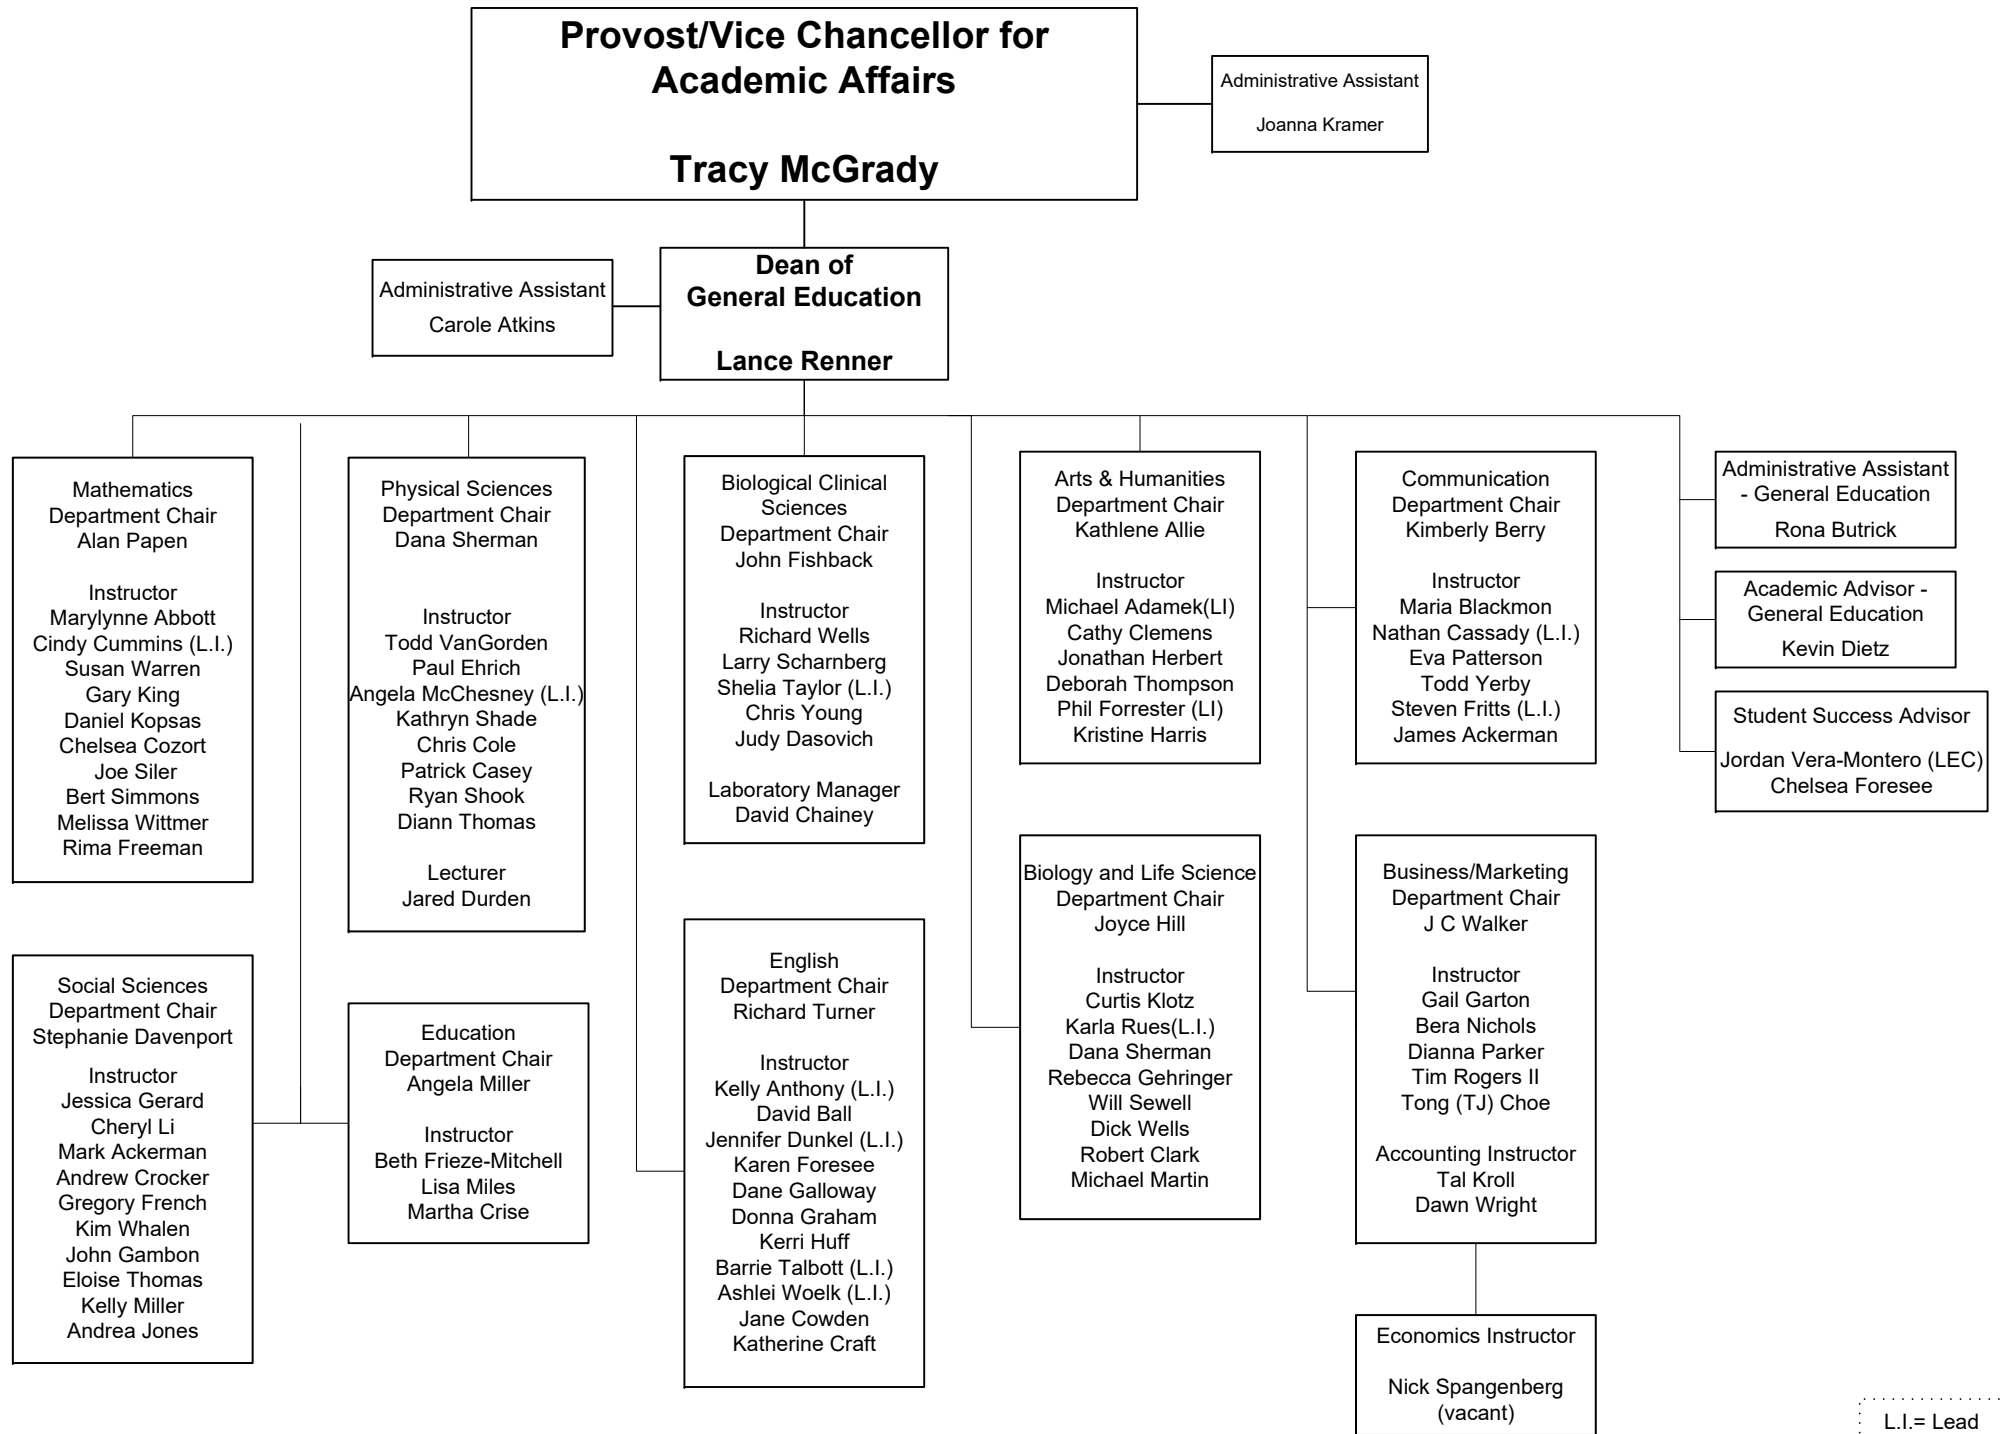 Provost/Vice Chancellor for
Academic Affairs
Tracy McGrady
Administrative Assistant
Joanna Kramer
Administrative Assistant
Carole Atkins
Dean of
General Education
Lance Renner
Mathematics
Department Chair
Alan Papen
Instructor
Marylynne Abbott
Cindy Cummins (L.I.)
Susan Warren
Gary King
Daniel Kopsas
Chelsea Cozort
Joe Siler
Bert Simmons
Melissa Wittmer
Rima Freeman
Physical Sciences
Department Chair
Dana Sherman
Instructor
Todd VanGorden
Paul Ehrich
Angela McChesney (L.I.)
Kathryn Shade
Chris Cole
Patrick Casey
Ryan Shook
Diann Thomas
Lecturer
Jared Durden
Biological Clinical
Sciences
Department Chair
John Fishback
Instructor
Richard Wells
Larry Scharnberg
Shelia Taylor (L.I.)
Chris Young
Judy Dasovich
Laboratory Manager
David Chainey
Arts & Humanities
Department Chair
Kathlene Allie
Instructor
Michael Adamek(LI)
Cathy Clemens
Jonathan Herbert
Deborah Thompson
Phil Forrester (LI)
Kristine Harris
Communication
Department Chair
Kimberly Berry
Instructor
Maria Blackmon
Nathan Cassady (L.I.)
Eva Patterson
Todd Yerby
Steven Fritts (L.I.)
James Ackerman
Administrative Assistant
- General Education
Rona Butrick
Academic Advisor -
General Education
Kevin Dietz
Student Success Advisor
Jordan Vera-Montero (LEC)
Chelsea Foresee
Social Sciences
Department Chair
Stephanie Davenport
Instructor
Jessica Gerard
Cheryl Li
Mark Ackerman
Andrew Crocker
Gregory French
Kim Whalen
John Gambon
Eloise Thomas
Kelly Miller
Andrea Jones
Education
Department Chair
Angela Miller
Instructor
Beth Frieze-Mitchell
Lisa Miles
Martha Crise
English
Department Chair
Richard Turner
Instructor
Kelly Anthony (L.I.)
David Ball
Jennifer Dunkel (L.I.)
Karen Foresee
Dane Galloway
Donna Graham
Kerri Huff
Barrie Talbott (L.I.)
Ashlei Woelk (L.I.)
Jane Cowden
Katherine Craft
Biology and Life Science
Department Chair
Joyce Hill
Instructor
Curtis Klotz
Karla Rues(L.I.)
Dana Sherman
Rebecca Gehringer
Will Sewell
Dick Wells
Robert Clark
Michael Martin
Business/Marketing
Department Chair
J C Walker
Instructor
Gail Garton
Bera Nichols
Dianna Parker
Tim Rogers II
Tong (TJ) Choe
Accounting Instructor
Tal Kroll
Dawn Wright
Economics Instructor
Nick Spangenberg
(vacant)
L.I.= Lead